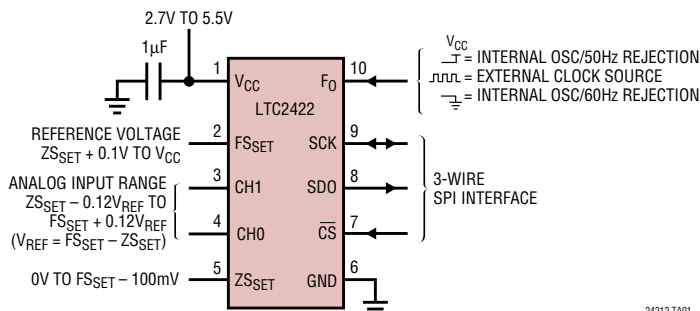 2.7V TO 5.5V
1µF
VCC
= INTERNAL OSC/50Hz REJECTION
= EXTERNAL CLOCK SOURCE
= INTERNAL OSC/60Hz REJECTION
1
VCC
FO
10
LTC2422
REFERENCE VOLTAGE
ZSSET + 0.1V TO VCC
2
FSSET
SCK
9
ANALOG INPUT RANGE
ZSSET – 0.12VREF TO
FSSET + 0.12VREF
(VREF = FSSET – ZSSET)
3
CH1
SDO
8
3-WIRE
SPI INTERFACE
4
CH0
CS
7
0V TO FSSET – 100mV
5
ZSSET
GND
6
24212 TA01